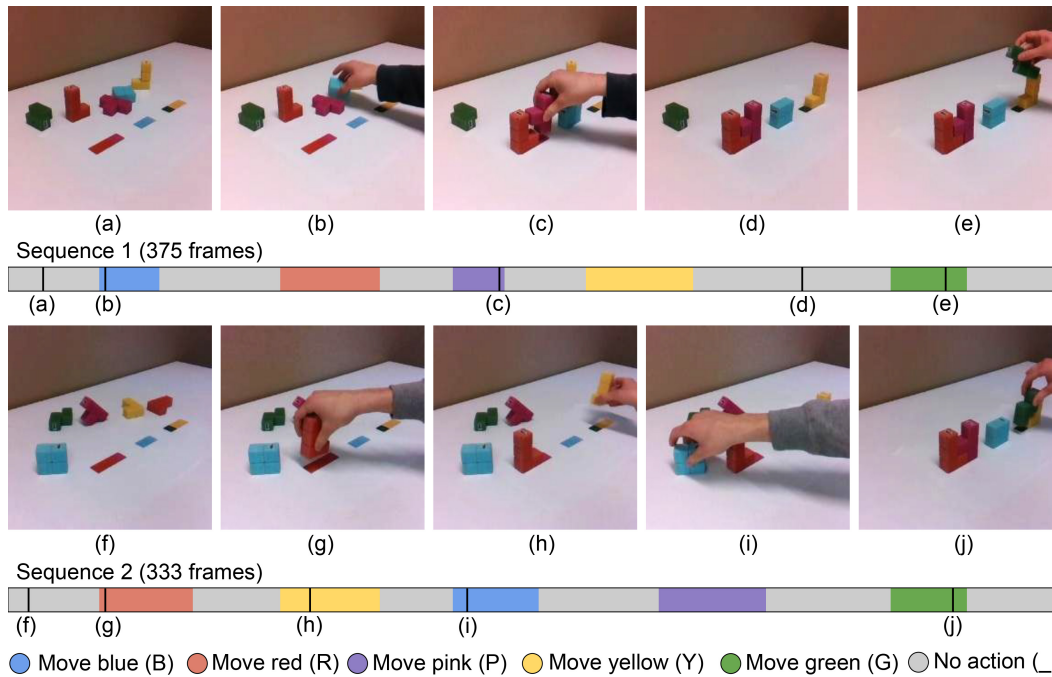 (a) (b) (c) (d) (e)
Sequence 1 (375 frames)
(a) (b) (c) (d) (e)
(f) (g) (h) (i) (j)
Sequence 2 (333 frames)
(f) (g) (h) (i) (j)
Move blue (B) Move red (R) Move pink (P) Move yellow (Y) Move green (G) No action (_